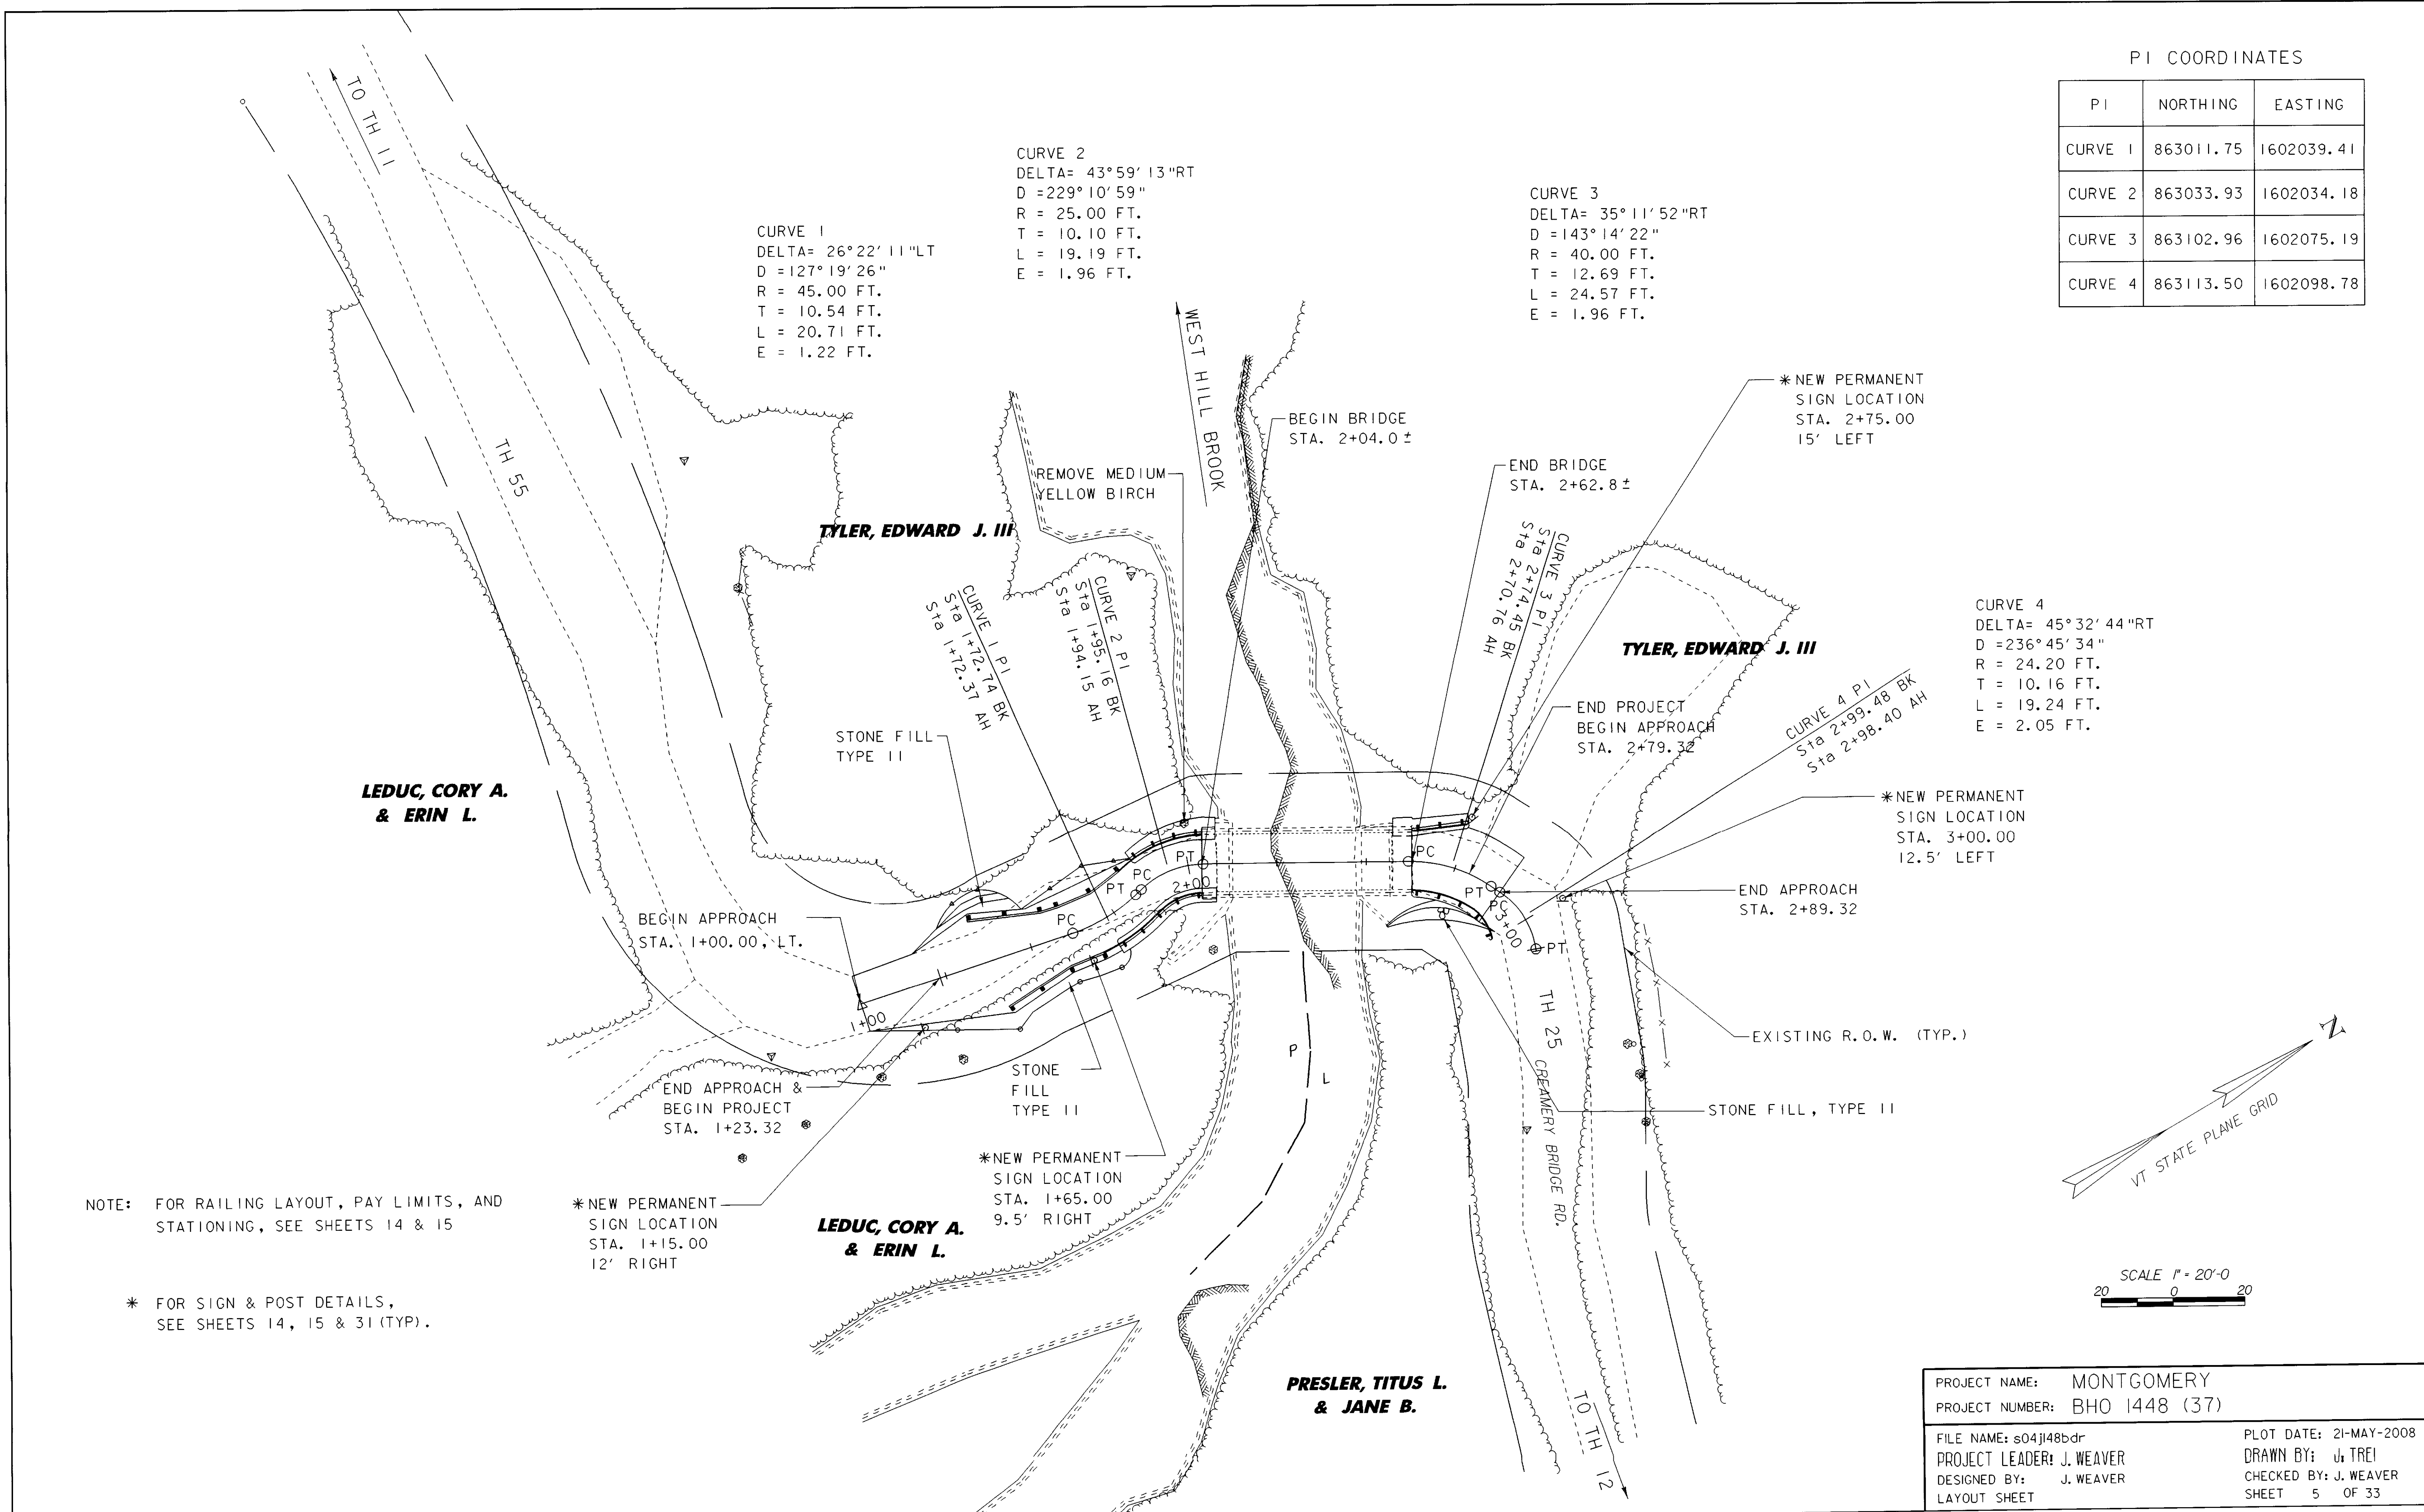 PI COORDINATES
PI NORTHING EASTING
CURVE 1 863011.75 1602039.41
CURVE 2 863033.93 1602034.18
CURVE 3 863102.96 1602075.19
CURVE 4 863113.50 1602098.78
TO TH 11
TH 55
CURVE 1
DELTA= 26°22'11"LT
D =127°19'26"
R = 45.00 FT.
T = 10.54 FT.
L = 20.71 FT.
E = 1.22 FT.
CURVE 2
DELTA= 43°59'13"RT
D =229°10'59"
R = 25.00 FT.
T = 10.10 FT.
L = 19.19 FT.
E = 1.96 FT.
CURVE 3
DELTA= 35°11'52"RT
D =143°14'22"
R = 40.00 FT.
T = 12.69 FT.
L = 24.57 FT.
E = 1.96 FT.
WEST HILL BROOK
BEGIN BRIDGE
STA. 2+04.0±
REMOVE MEDIUM
YELLOW BIRCH
END BRIDGE
STA. 2+62.8±
*NEW PERMANENT
SIGN LOCATION
STA. 2+75.00
15' LEFT
TYLER, EDWARD J. III
CURVE 1 PI
Sta 1+72.74 BK
Sta 1+72.37 AH
CURVE 2 PI
Sta 1+95.16 BK
Sta 1+94.15 AH
CURVE 3 PI
Sta 2+74.45 BK
Sta 2+70.76 AH
TYLER, EDWARD J. III
CURVE 4
DELTA= 45°32'44"RT
D =236°45'34"
R = 24.20 FT.
T = 10.16 FT.
L = 19.24 FT.
E = 2.05 FT.
CURVE 4 PI
Sta 2+99.48 BK
Sta 2+98.40 AH
END PROJECT
BEGIN APPROACH
STA. 2+79.32
STONE FILL
TYPE II
LEDUC, CORY A.
& ERIN L.
*NEW PERMANENT
SIGN LOCATION
STA. 3+00.00
12.5' LEFT
PT
PC
PC
PT
PC
2+00
PT
PC
3+00
PT
END APPROACH
STA. 2+89.32
BEGIN APPROACH
STA. 1+00.00, LT.
1+00
TH 25
CREAMERY BRIDGE RD.
EXISTING R.O.W. (TYP.)
P
L
END APPROACH &
BEGIN PROJECT
STA. 1+23.32
STONE
FILL
TYPE II
STONE FILL, TYPE II
*NEW PERMANENT
SIGN LOCATION
STA. 1+65.00
9.5' RIGHT
*NEW PERMANENT
SIGN LOCATION
STA. 1+15.00
12' RIGHT
LEDUC, CORY A.
& ERIN L.
N
VT STATE PLANE GRID
NOTE: FOR RAILING LAYOUT, PAY LIMITS, AND
STATIONING, SEE SHEETS 14 & 15
* FOR SIGN & POST DETAILS,
SEE SHEETS 14, 15 & 31(TYP).
SCALE 1" = 20'-0
20 0 20
PRESLER, TITUS L.
& JANE B.
TO TH 12
PROJECT NAME: MONTGOMERY
PROJECT NUMBER: BHO 1448 (37)
FILE NAME: s04j148bdr PLOT DATE: 21-MAY-2008
PROJECT LEADER: J. WEAVER DRAWN BY: J. TREI
DESIGNED BY: J. WEAVER CHECKED BY: J. WEAVER
LAYOUT SHEET SHEET 5 OF 33